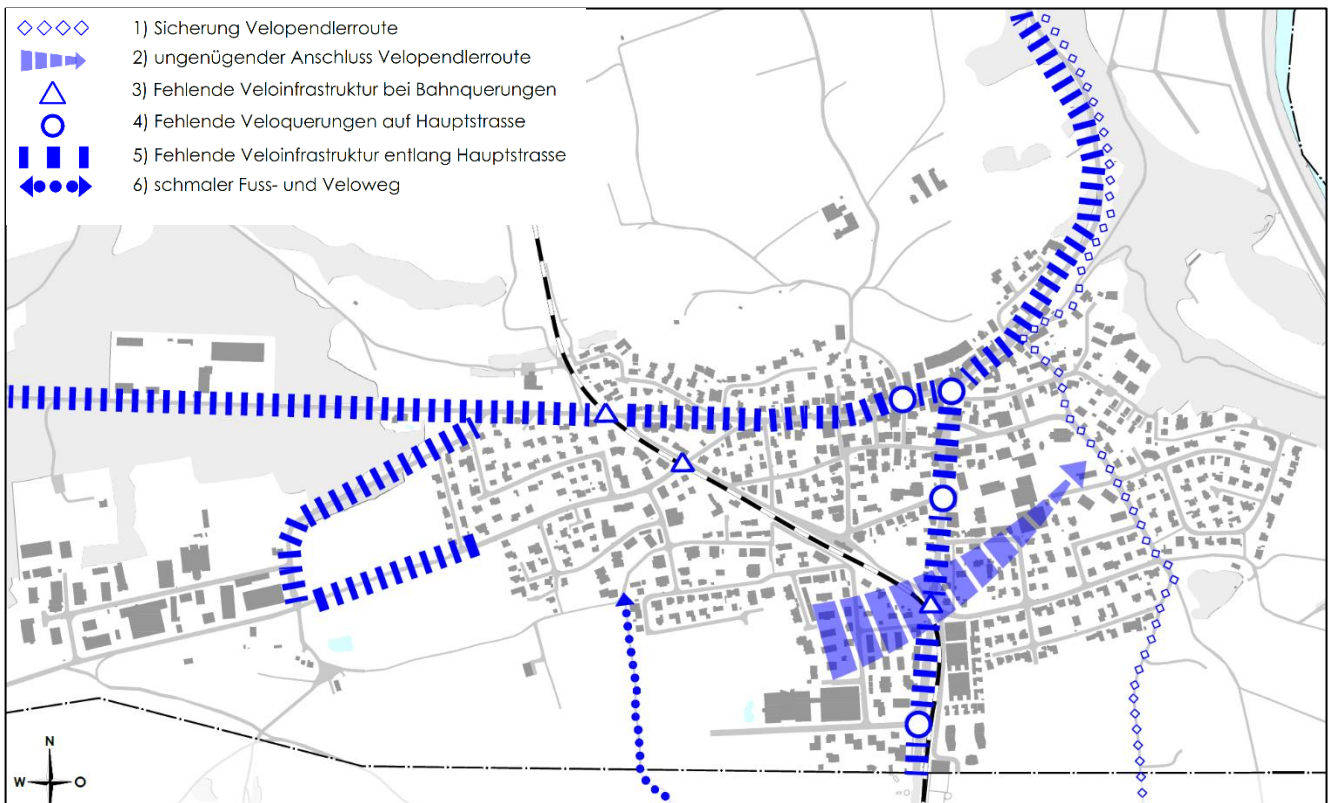 1) Sicherung Velopendlerroute
2) ungenügender Anschluss Velopendlerroute
3) Fehlende Veloinfrastruktur bei Bahnquerungen
4) Fehlende Veloquerungen auf Hauptstrasse
5) Fehlende Veloinfrastruktur entlang Hauptstrasse
6) schmaler Fuss- und Veloweg
N
W O
S